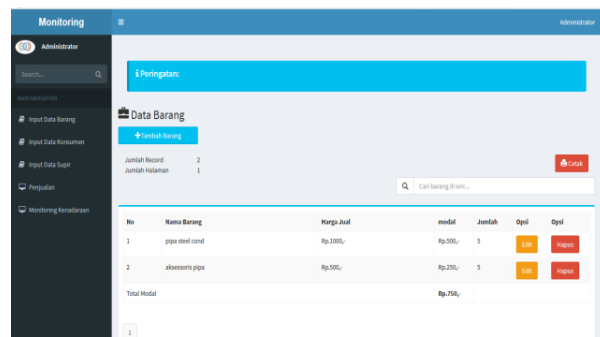 Monitoring
Administrator
Administrator
Search...
MAIN NAVIGATION
Input Data Barang
Input Data Konsumen
Input Data Supir
Penjualan
Monitoring Kenadaraan
i Peringatan:
Data Barang
+Tambah Barang
Jumlah Record 2
Jumlah Halaman 1
Cetak
Cari barang di sini ..
No Nama Barang Harga Jual modal Jumlah Opsi Opsi
1 pipa steel cond Rp.1000,- Rp.500,- 5 Edit Hapus
2 aksessoris pipa Rp.500,- Rp.250,- 5 Edit Hapus
Total Modal Rp.750,-
1